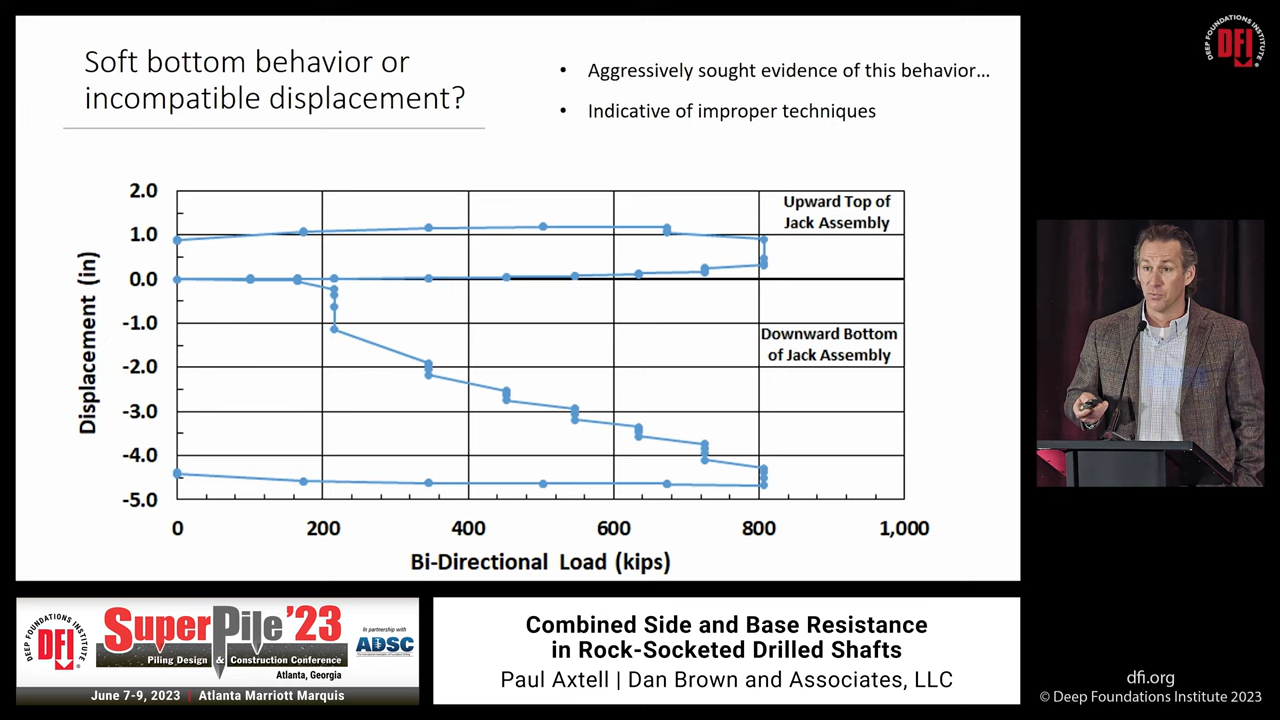 Soft bottom behavior or
incompatible displacement?
• Aggressively sought evidence of this behavior…
• Indicative of improper techniques
2.0
1.0
0.0
-1.0
-2.0
-3.0
-4.0
-5.0
Displacement (in)
Upward Top of
Jack Assembly
Downward Bottom
of Jack Assembly
0 200 400 600 800 1,000
Bi-Directional Load (kips)
DEEP FOUNDATIONS INSTITUTE
DFI
DEEP FOUNDATIONS INSTITUTE
DFI
SuperPile '23
Piling Design & Construction Conference
Atlanta, Georgia
In partnership with
ADSC
June 7-9, 2023 | Atlanta Marriott Marquis
Combined Side and Base Resistance
in Rock-Socketed Drilled Shafts
Paul Axtell | Dan Brown and Associates, LLC
dfi.org
© Deep Foundations Institute 2023